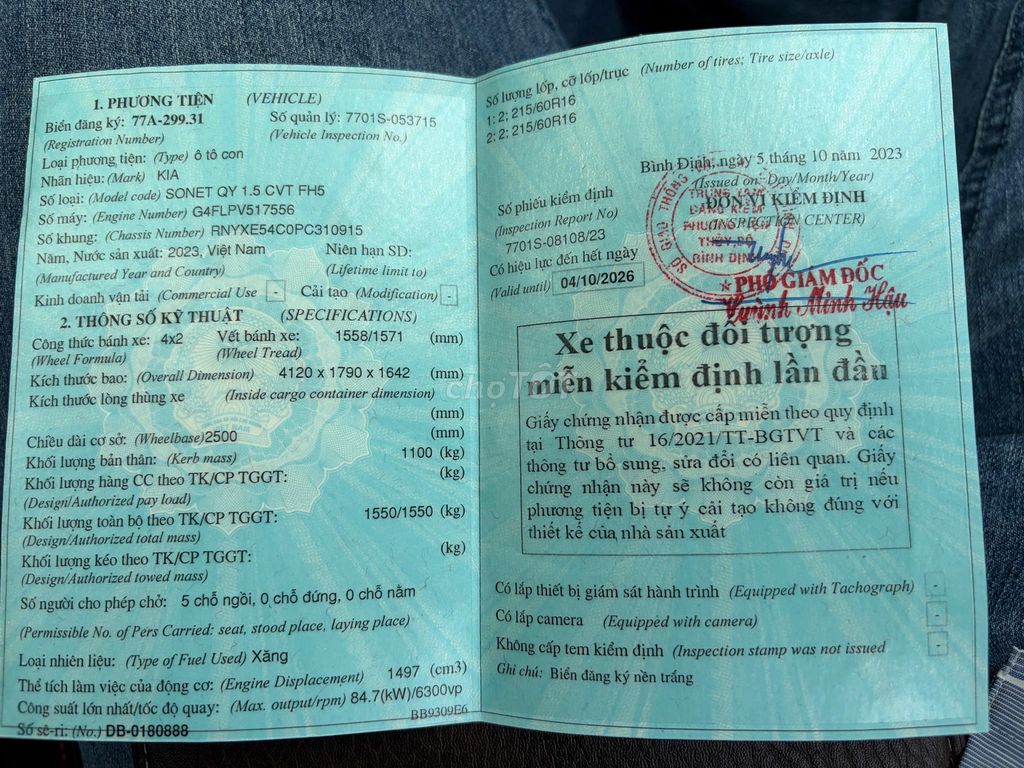 1. PHƯƠNG TIỆN (VEHICLE)
Biển đăng ký: 77A-299.31 Số quản lý: 7701S-053715
(Registration Number) (Vehicle Inspection No.)
Loại phương tiện: (Type) Ô tô con
Nhãn hiệu: (Mark) KIA
Số loại: (Model code) SONET QY 1.5 CVT FH5
Số máy: (Engine Number) G4FLPV517556
Số khung: (Chassis Number) RNYXE54C0PC310915
Năm, Nước sản xuất: 2023, Việt Nam Niên hạn SD:
(Manufactured Year and Country) (Lifetime limit to)
Kinh doanh vận tải (Commercial Use - Cải tạo (Modification) -
2. THÔNG SỐ KỸ THUẬT (SPECIFICATIONS)
Công thức bánh xe: 4x2 Vết bánh xe: 1558/1571 (mm)
(Wheel Formula) (Wheel Tread)
Kích thước bao: (Overall Dimension) 4120 x 1790 x 1642 (mm)
Kích thước lòng thùng xe (Inside cargo container dimension)
(mm)
Chiều dài cơ sở: (Wheelbase) 2500 (mm)
Khối lượng bản thân: (Kerb mass) 1100 (kg)
Khối lượng hàng CC theo TK/CP TGGT: (kg)
(Design/Authorized pay load)
Khối lượng toàn bộ theo TK/CP TGGT: 1550/1550 (kg)
(Design/Authorized total mass)
Khối lượng kéo theo TK/CP TGGT: (kg)
(Design/Authorized towed mass)
Số người cho phép chở: 5 chỗ ngồi, 0 chỗ đứng, 0 chỗ nằm
(Permissible No. of Pers Carried: seat, stood place, laying place)
Loại nhiên liệu: (Type of Fuel Used) Xăng
Thể tích làm việc của động cơ: (Engine Displacement) 1497 (cm3)
Công suất lớn nhất/tốc độ quay: (Max. output/rpm) 84.7(kW)/6300vp
BB9309E6
Số sê-ri: (No.) DB-0180888
Số lượng lốp, cỡ lốp/trục (Number of tires; Tire size/axle)
1: 2: 215/60R16
2: 2: 215/60R16
Bình Định, ngày 5 tháng 10 năm 2023
(Issued on: Day/Month/Year)
Số phiếu kiểm định ĐƠN VỊ KIỂM ĐỊNH
(Inspection Report No) (INSPECTION CENTER)
7701S-08108/23
Có hiệu lực đến hết ngày
(Valid until) 04/10/2026
SỞ GIAO THÔNG
TRUNG TÂM
ĐĂNG KIỂM
PHƯƠNG TIỆN
THỦY BỘ
BÌNH ĐỊNH
PHÓ GIÁM ĐỐC
Huỳnh Minh Hậu
Xe thuộc đối tượng
miễn kiểm định lần đầu
Giấy chứng nhận được cấp miễn theo quy định
tại Thông tư 16/2021/TT-BGTVT và các
thông tư bổ sung, sửa đổi có liên quan. Giấy
chứng nhận này sẽ không còn giá trị nếu
phương tiện bị tự ý cải tạo không đúng với
thiết kế của nhà sản xuất
Có lắp thiết bị giám sát hành trình (Equipped with Tachograph) -
Có lắp camera (Equipped with camera) -
Không cấp tem kiểm định (Inspection stamp was not issued -
Ghi chú: Biển đăng ký nền trắng
chợTỐT